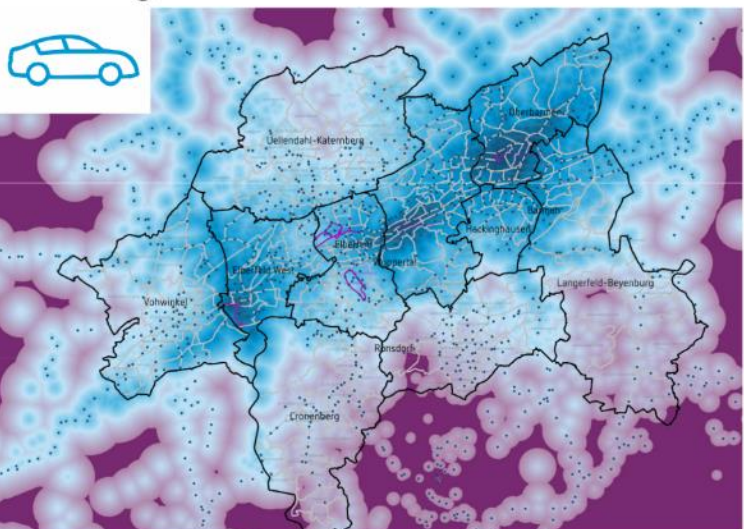 Oberbarmen
Uellendahl-Katernberg
Barmen
Heckinghausen
Elberfeld
Elberfeld West
Wuppertal
Langerfeld-Beyenburg
Vohwinkel
Ronsdorf
Cronenberg